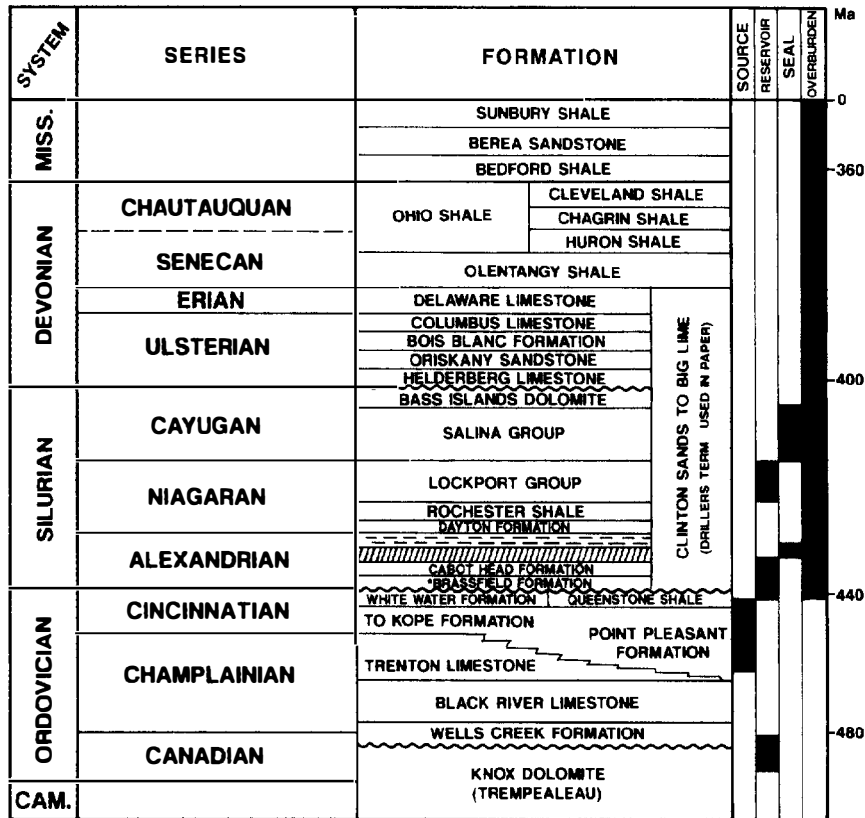 SYSTEM
SERIES
FORMATION
SOURCE
RESERVOIR
SEAL
OVERBURDEN
Ma
0
MISS.
SUNBURY SHALE
BEREA SANDSTONE
BEDFORD SHALE
360
DEVONIAN
CHAUTAUQUAN
OHIO SHALE
CLEVELAND SHALE
CHAGRIN SHALE
HURON SHALE
SENECAN
OLENTANGY SHALE
ERIAN
DELAWARE LIMESTONE
ULSTERIAN
COLUMBUS LIMESTONE
BOIS BLANC FORMATION
ORISKANY SANDSTONE
HELDERBERG LIMESTONE
CLINTON SANDS TO BIG LIME
(DRILLERS TERM USED IN PAPER)
400
SILURIAN
CAYUGAN
BASS ISLANDS DOLOMITE
SALINA GROUP
NIAGARAN
LOCKPORT GROUP
ROCHESTER SHALE
DAYTON FORMATION
ALEXANDRIAN
CABOT HEAD FORMATION
*BRASSFIELD FORMATION
440
ORDOVICIAN
CINCINNATIAN
WHITE WATER FORMATION
QUEENSTONE SHALE
TO KOPE FORMATION
POINT PLEASANT
FORMATION
CHAMPLAINIAN
TRENTON LIMESTONE
BLACK RIVER LIMESTONE
WELLS CREEK FORMATION
480
CANADIAN
KNOX DOLOMITE
(TREMPEALEAU)
CAM.